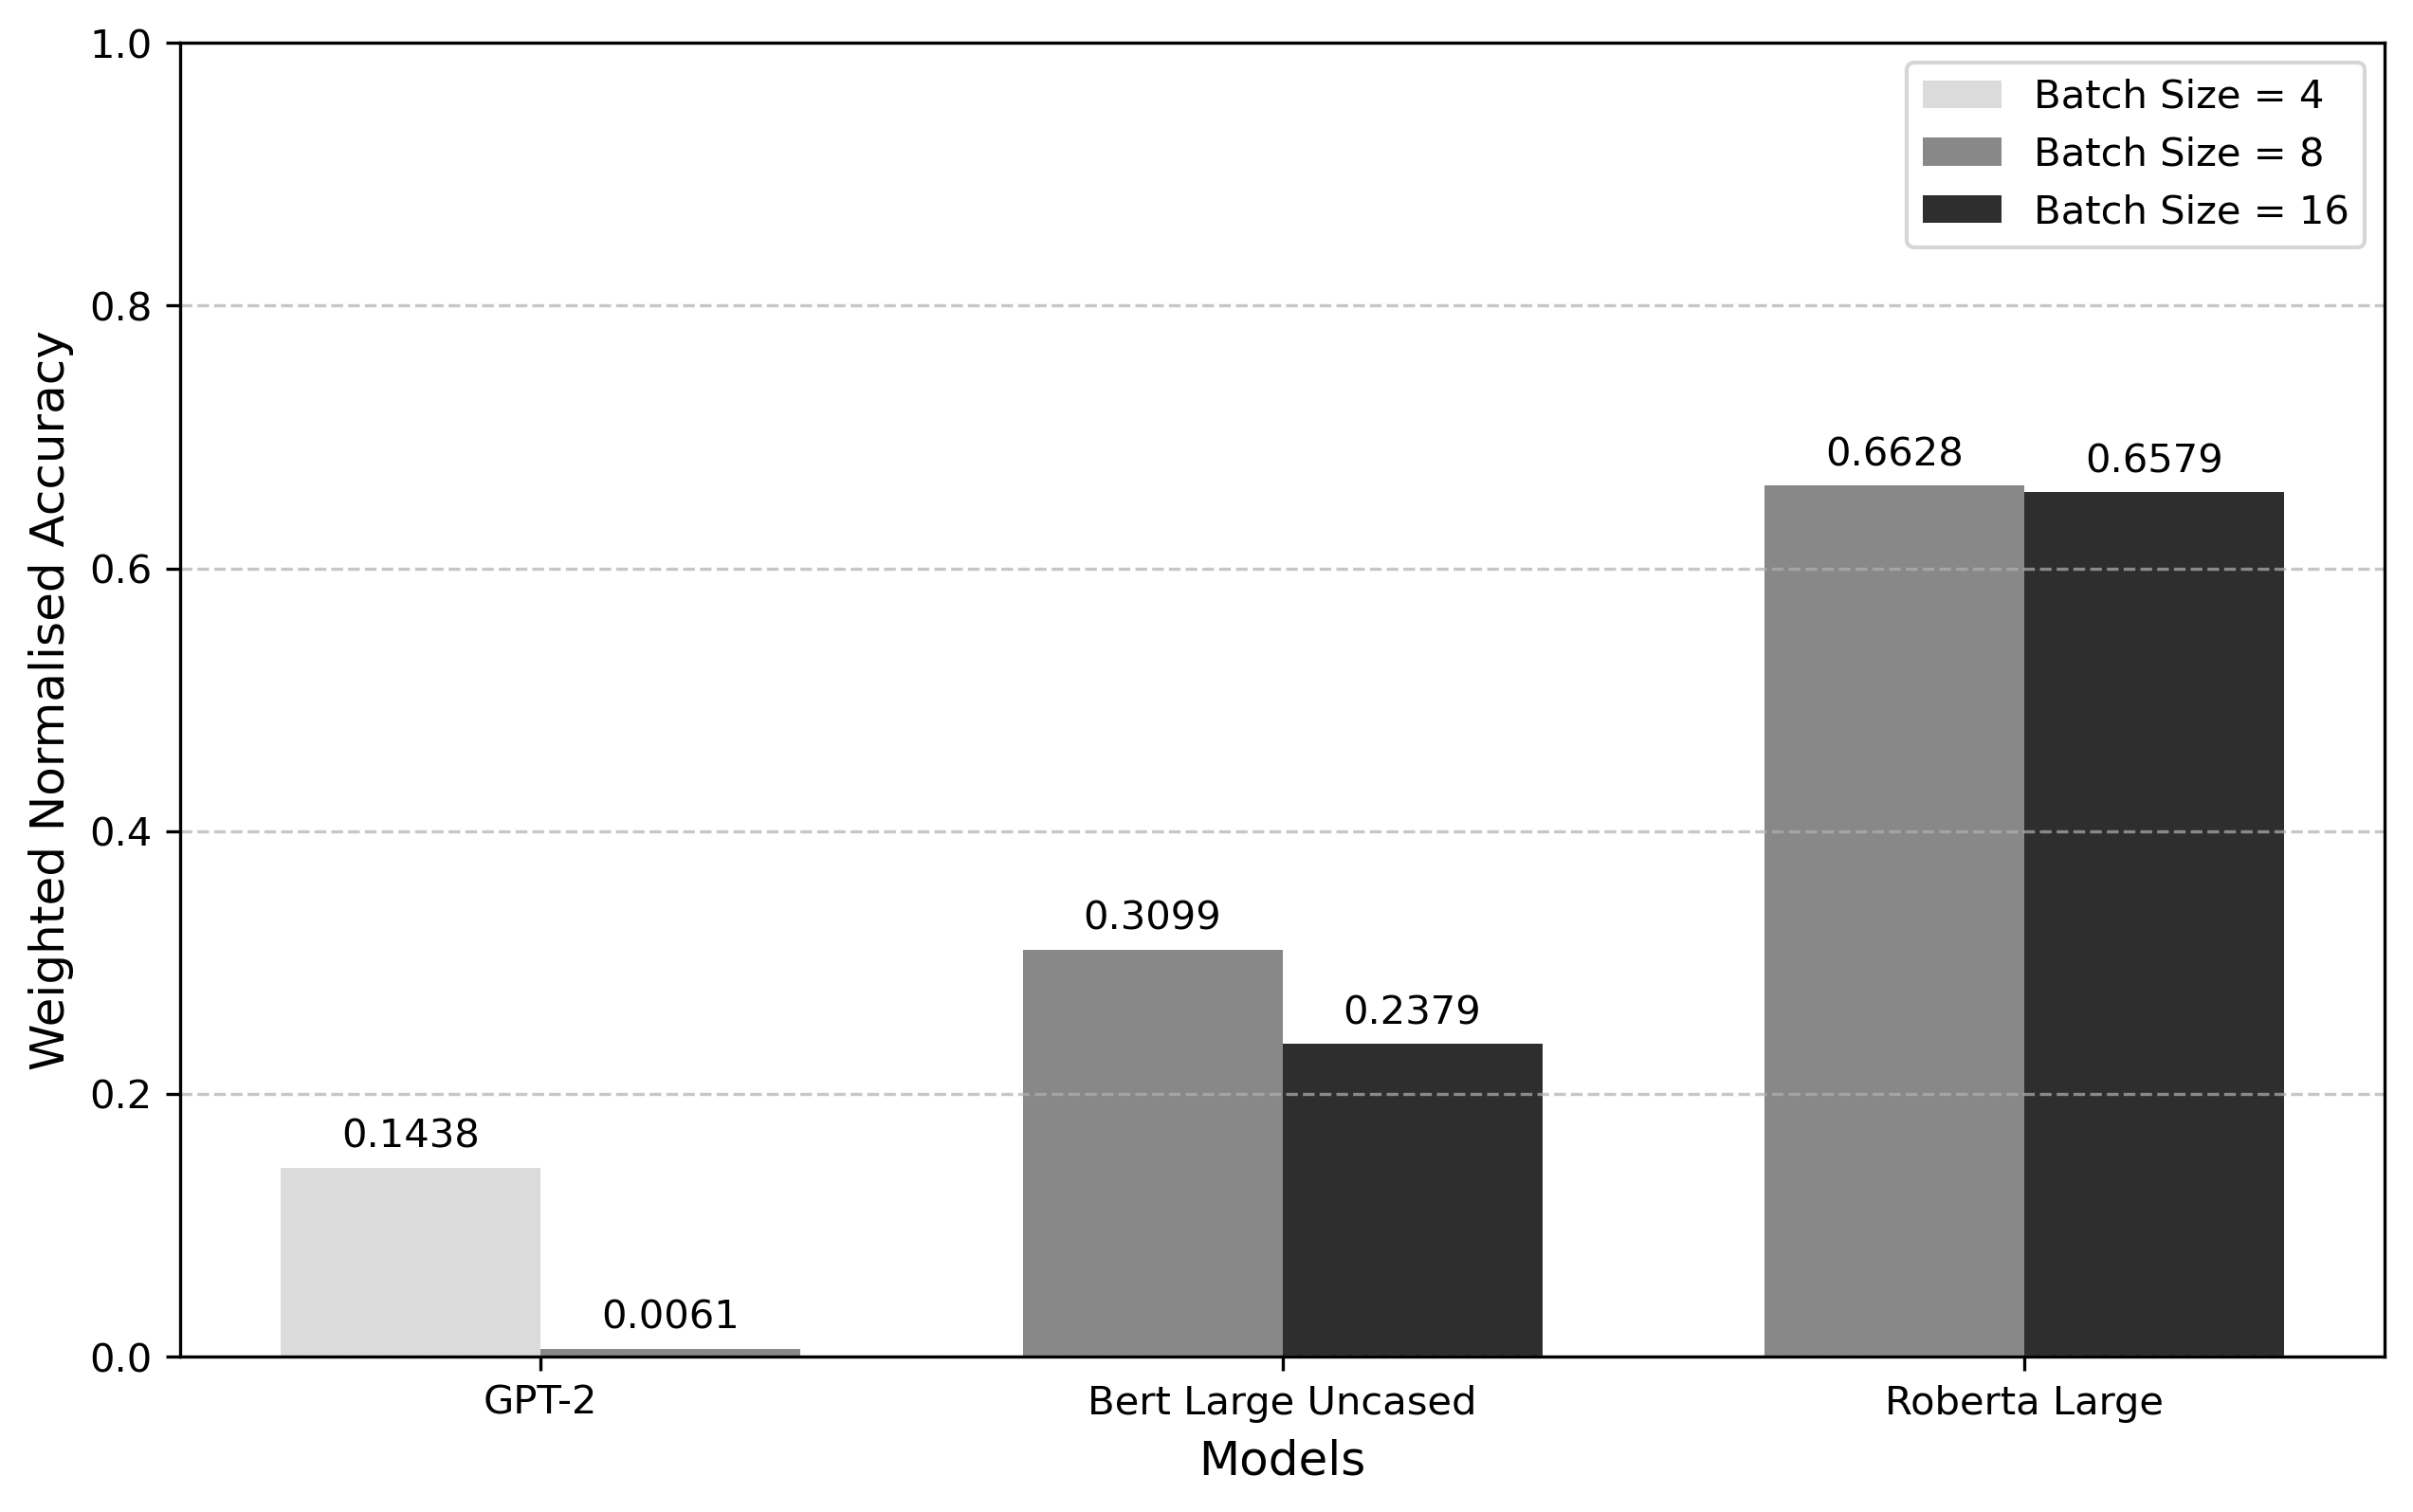 Weighted Normalised Accuracy
1.0
0.8
0.6
0.4
0.2
0.0
Batch Size = 4
Batch Size = 8
Batch Size = 16
0.1438
0.0061
0.3099
0.2379
0.6628
0.6579
GPT-2
Bert Large Uncased
Roberta Large
Models